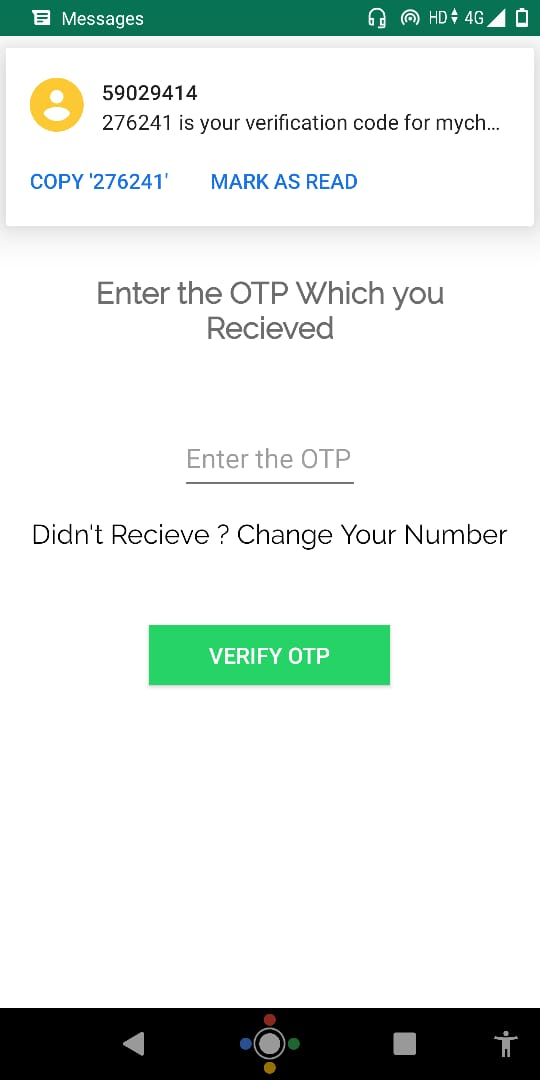 Messages
HD 4G
59029414
276241 is your verification code for mych...
COPY '276241' MARK AS READ
Enter the OTP Which you
Recieved
Enter the OTP
Didn't Recieve ? Change Your Number
VERIFY OTP